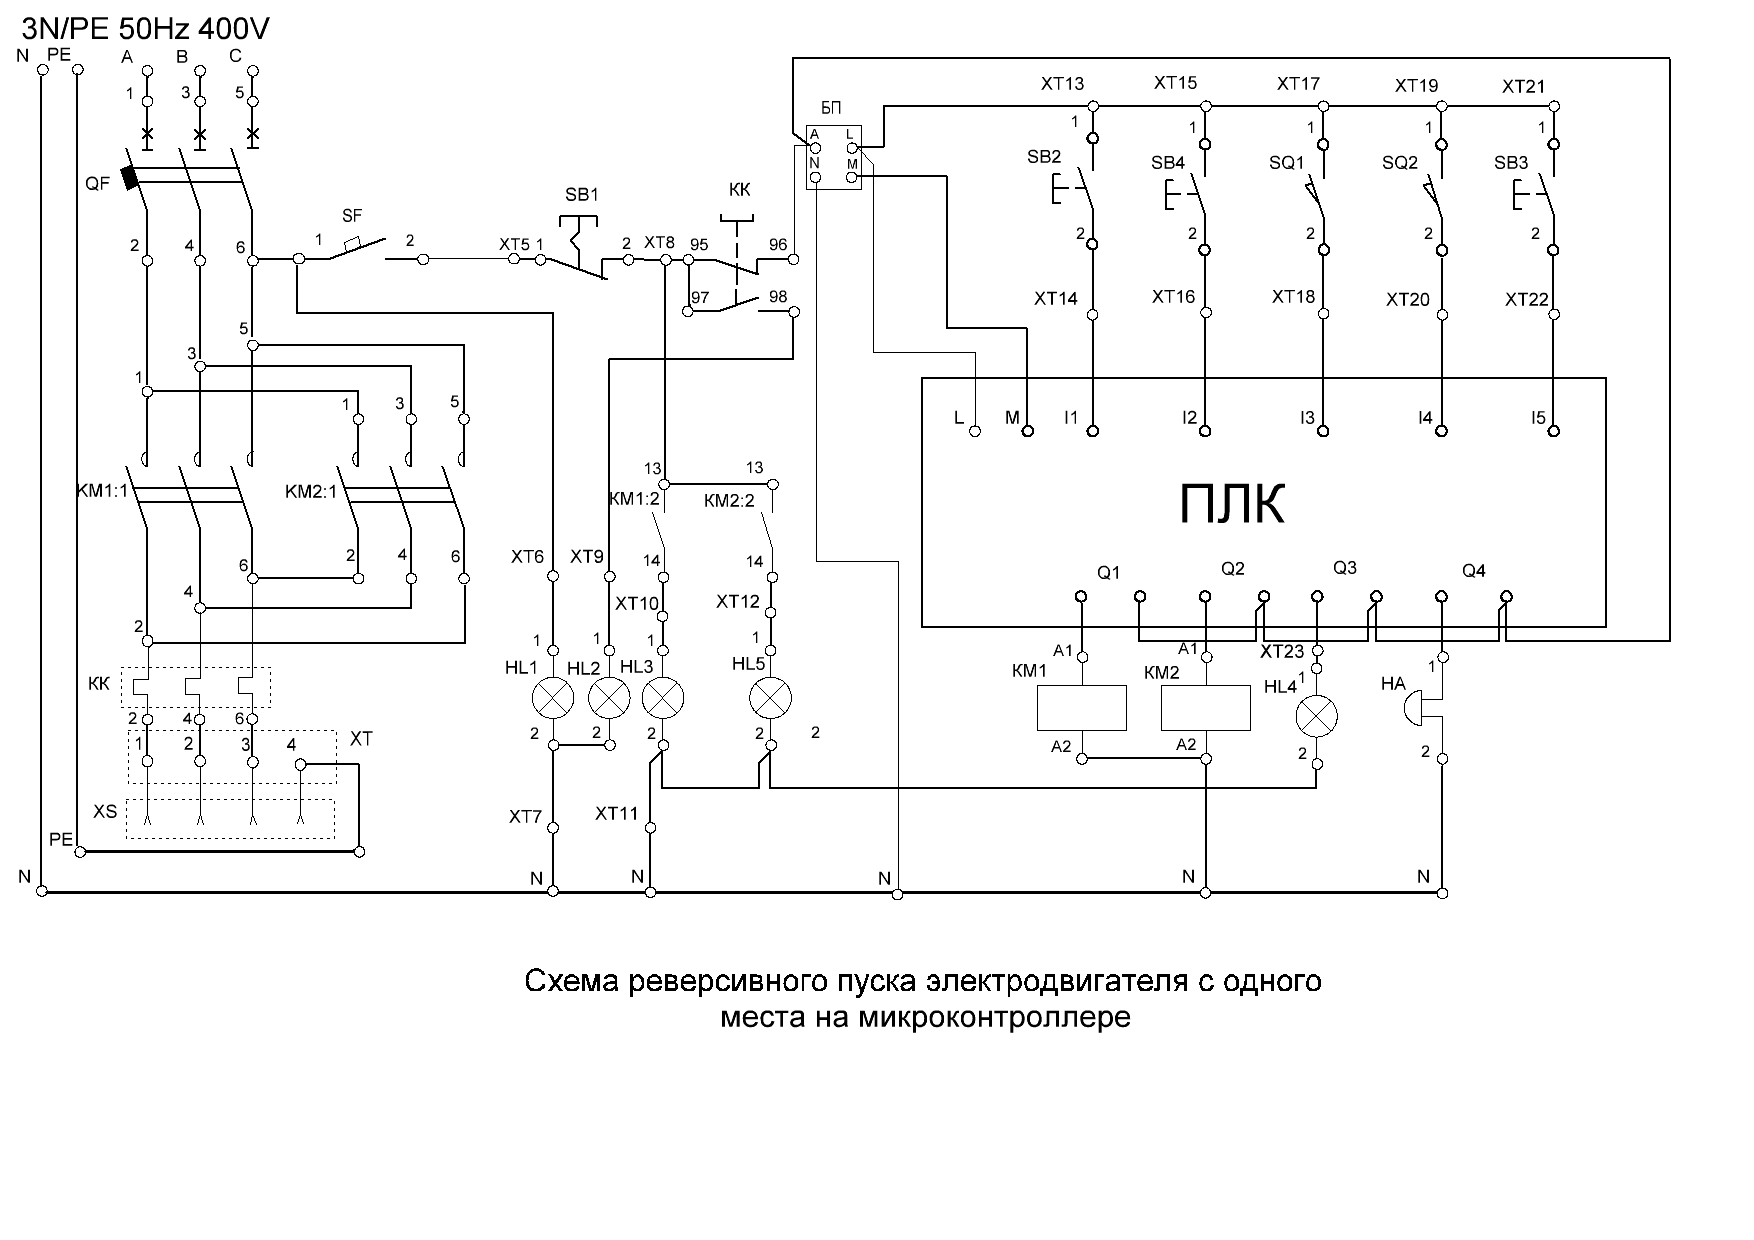 3N/PE 50Hz 400V
N PE A B C
1 3 5
QF
2 4 6
SF
1 2
XT5 1
SB1
2 XT8 95
KK
96
97 98
БП
A L
N M
XT13 XT15 XT17 XT19 XT21
1 1 1 1 1
SB2 SB4 SQ1 SQ2 SB3
2 2 2 2 2
XT14 XT16 XT18 XT20 XT22
5
3
1
1 3 5
L M I1 I2 I3 I4 I5
ПЛК
KM1:1 KM2:1
13 13
KM1:2 KM2:2
2 4 6
6
4
2
XT6 XT9 14 14
XT10 XT12
Q1 Q2 Q3 Q4
1 1 1 1
HL1 HL2 HL3 HL5
2 2 2 2 2
A1 A1 XT23 1
KM1 KM2 HL4 1 HA
A2 A2 2 2
KK
2 4 6
1 2 3 4 XT
XS
XT7 XT11
PE
N N N N N N
Схема реверсивного пуска электродвигателя с одного
места на микроконтроллере